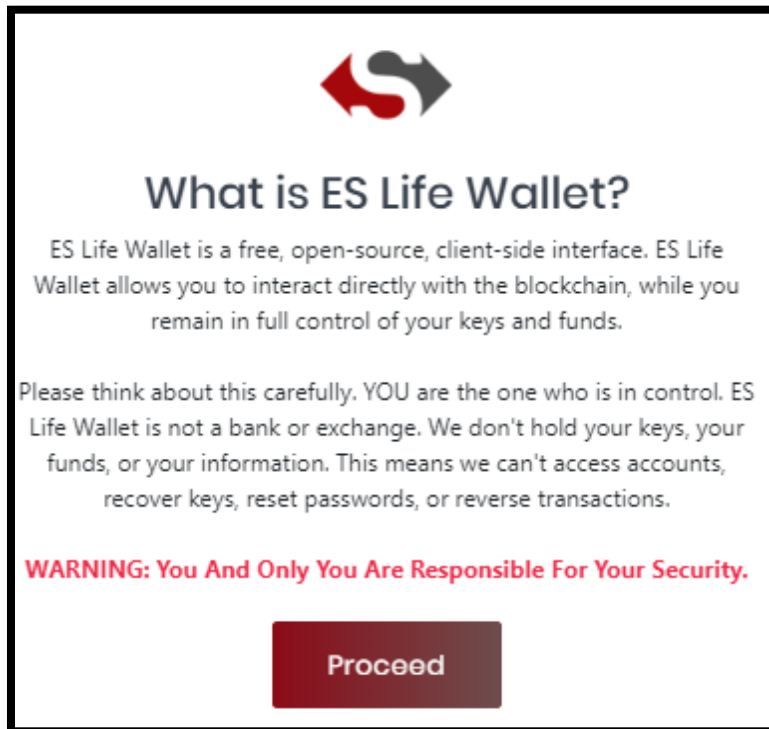 What is ES Life Wallet?
ES Life Wallet is a free, open-source, client-side interface. ES Life
Wallet allows you to interact directly with the blockchain, while you
remain in full control of your keys and funds.
Please think about this carefully. YOU are the one who is in control. ES
Life Wallet is not a bank or exchange. We don't hold your keys, your
funds, or your information. This means we can't access accounts,
recover keys, reset passwords, or reverse transactions.
WARNING: You And Only You Are Responsible For Your Security.
Proceed